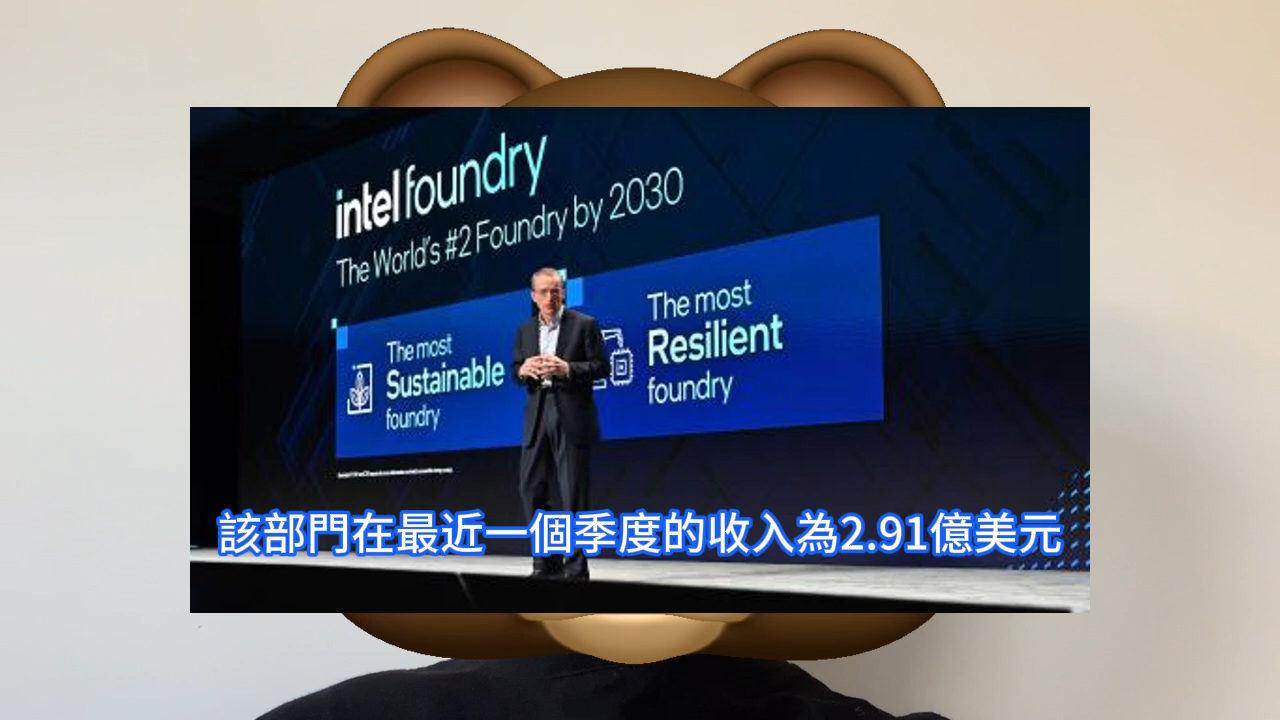 intel foundry
The World's #2 Foundry by 2030
The most
Sustainable
foundry
The most
Resilient
foundry
該部門在最近一個季度的收入為2.91億美元